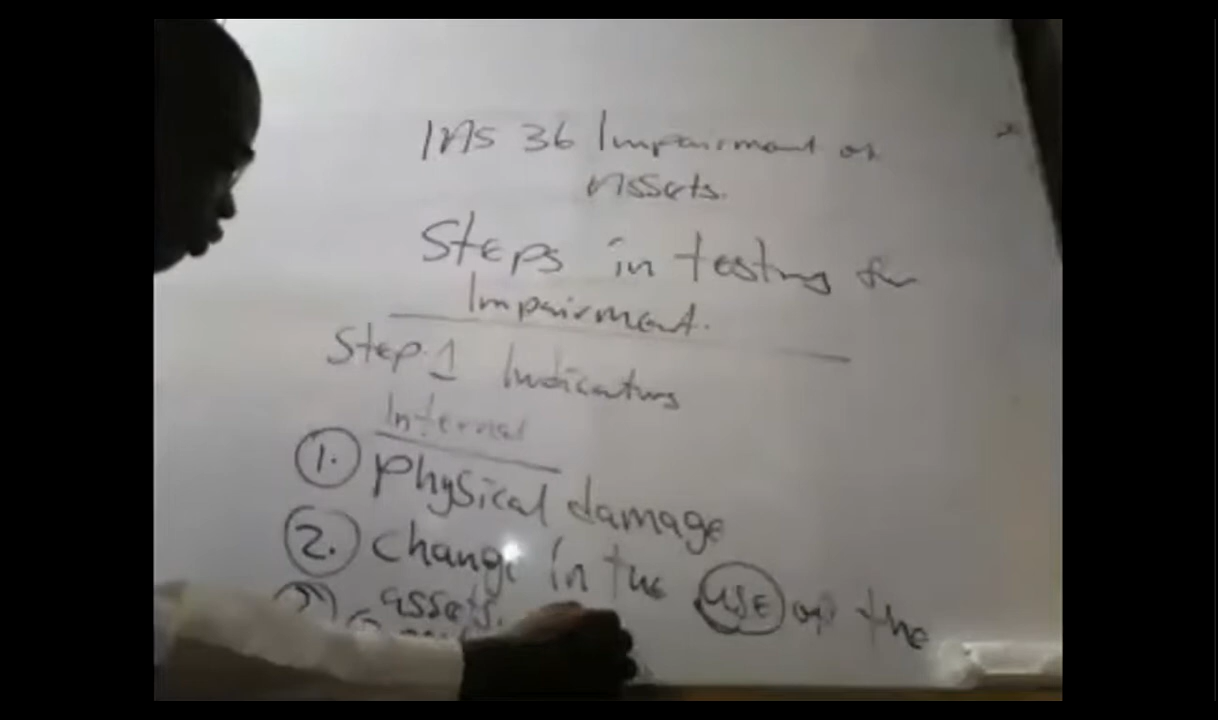 IAS 36 Impairment of
Assets.
Steps in testing for
Impairment.
Step 1 Indicators
Internal
1. Physical damage
2. Change in the USE of the
assets.
3.